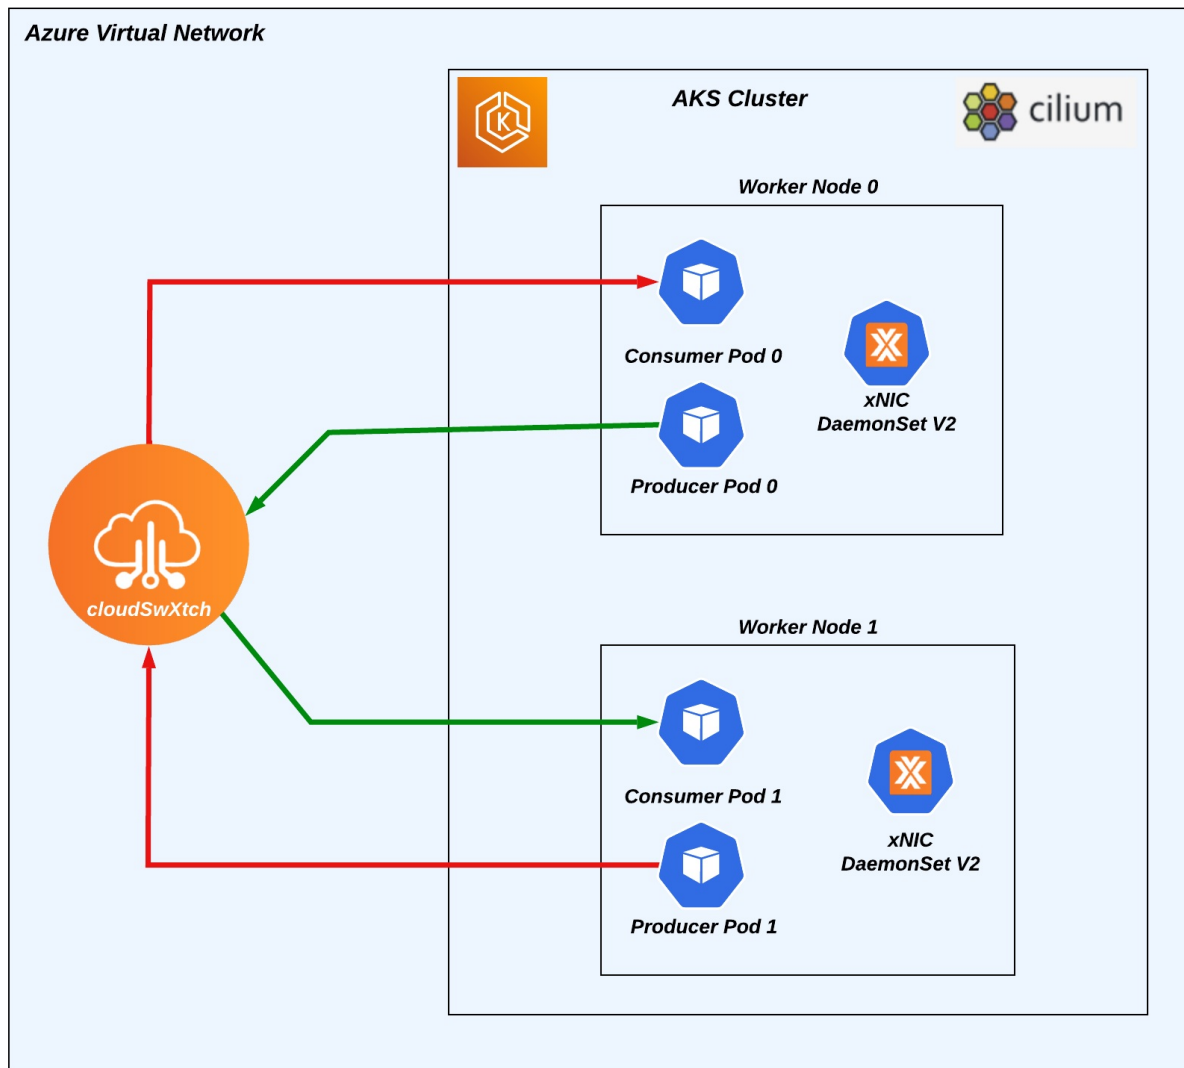 Azure Virtual Network
K
AKS Cluster
cilium
Worker Node 0
Consumer Pod 0
xNIC
DaemonSet V2
Producer Pod 0
cloudSwXtch
Worker Node 1
Consumer Pod 1
xNIC
DaemonSet V2
Producer Pod 1